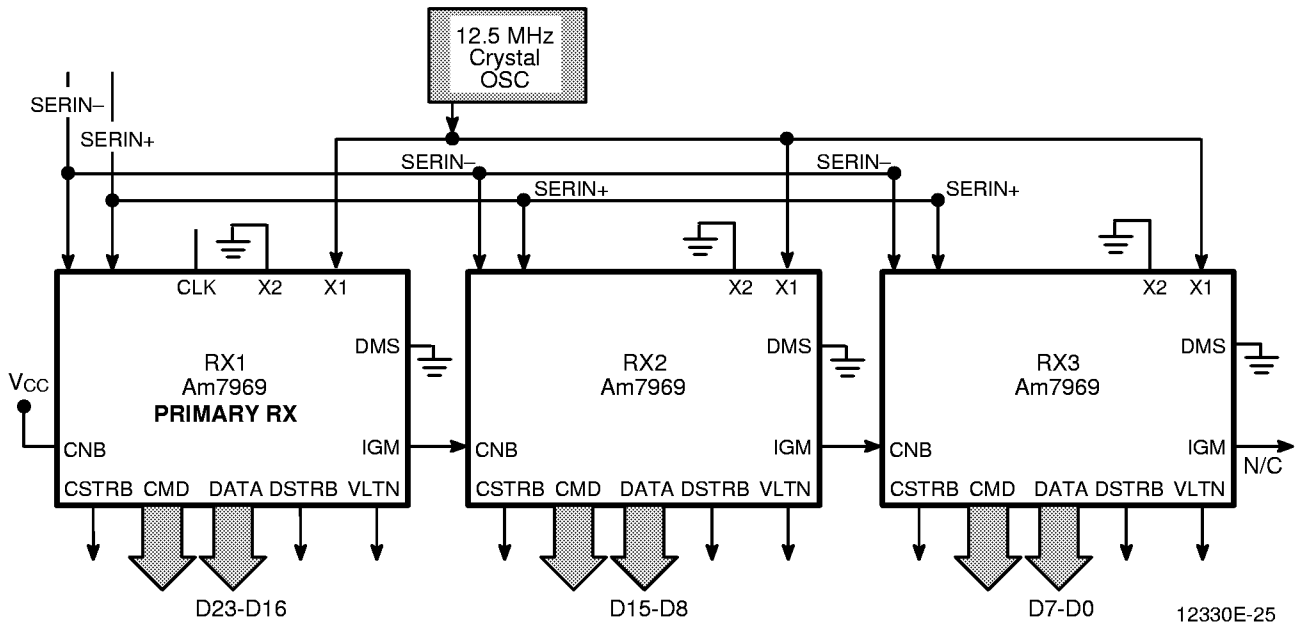 12.5 MHz
Crystal
OSC
SERIN–
SERIN+
SERIN–
SERIN+
SERIN–
SERIN+
CLK
X2
X1
DMS
RX1
Am7969
PRIMARY RX
VCC
CNB
IGM
CSTRB CMD DATA DSTRB VLTN
D23-D16
X2
X1
DMS
RX2
Am7969
CNB
IGM
CSTRB CMD DATA DSTRB VLTN
D15-D8
X2
X1
DMS
RX3
Am7969
CNB
IGM
N/C
CSTRB CMD DATA DSTRB VLTN
D7-D0
12330E-25